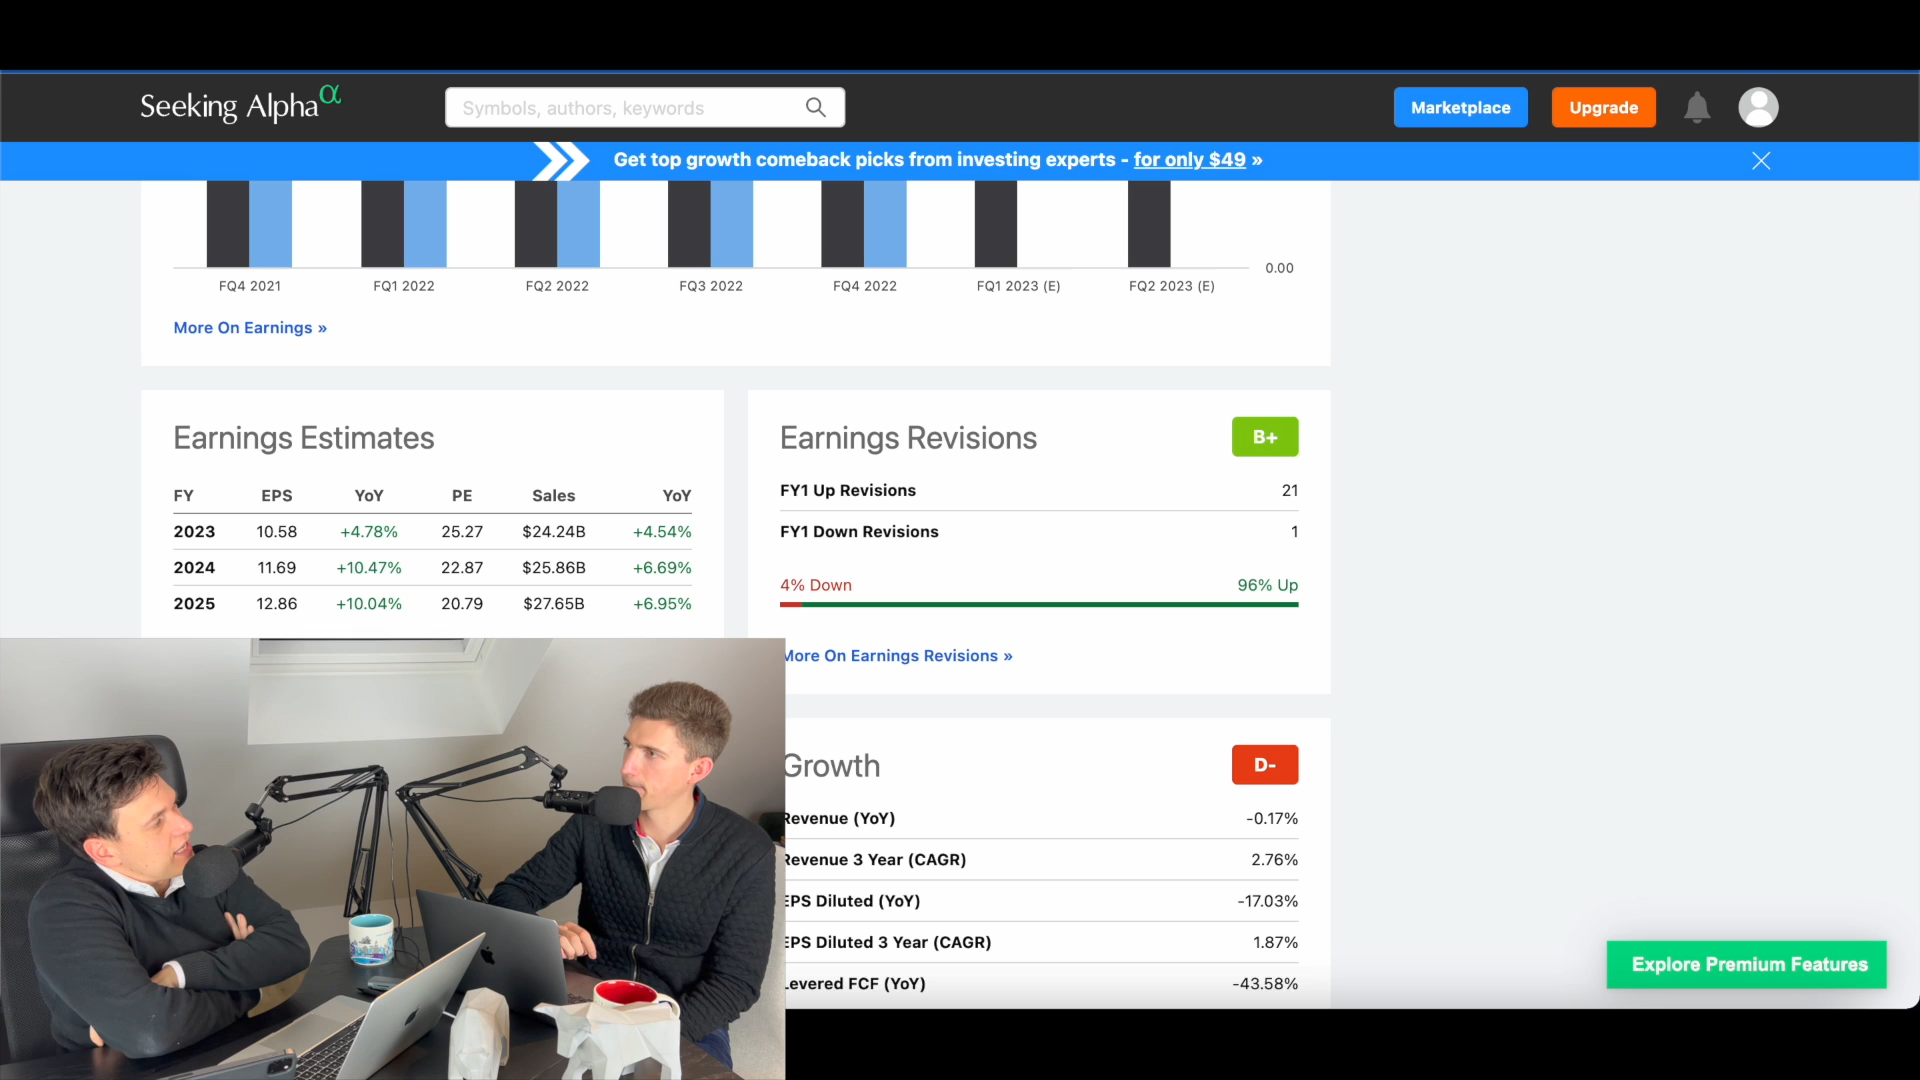 Seeking Alpha α
Symbols, authors, keywords
Marketplace
Upgrade
Get top growth comeback picks from investing experts - for only $49 »
0.00
FQ4 2021 FQ1 2022 FQ2 2022 FQ3 2022 FQ4 2022 FQ1 2023 (E) FQ2 2023 (E)
More On Earnings »
Earnings Estimates
FY EPS YoY PE Sales YoY
2023 10.58 +4.78% 25.27 $24.24B +4.54%
2024 11.69 +10.47% 22.87 $25.86B +6.69%
2025 12.86 +10.04% 20.79 $27.65B +6.95%
Earnings Revisions B+
FY1 Up Revisions 21
FY1 Down Revisions 1
4% Down 96% Up
More On Earnings Revisions »
Growth D-
Revenue (YoY) -0.17%
Revenue 3 Year (CAGR) 2.76%
EPS Diluted (YoY) -17.03%
EPS Diluted 3 Year (CAGR) 1.87%
Levered FCF (YoY) -43.58%
Explore Premium Features